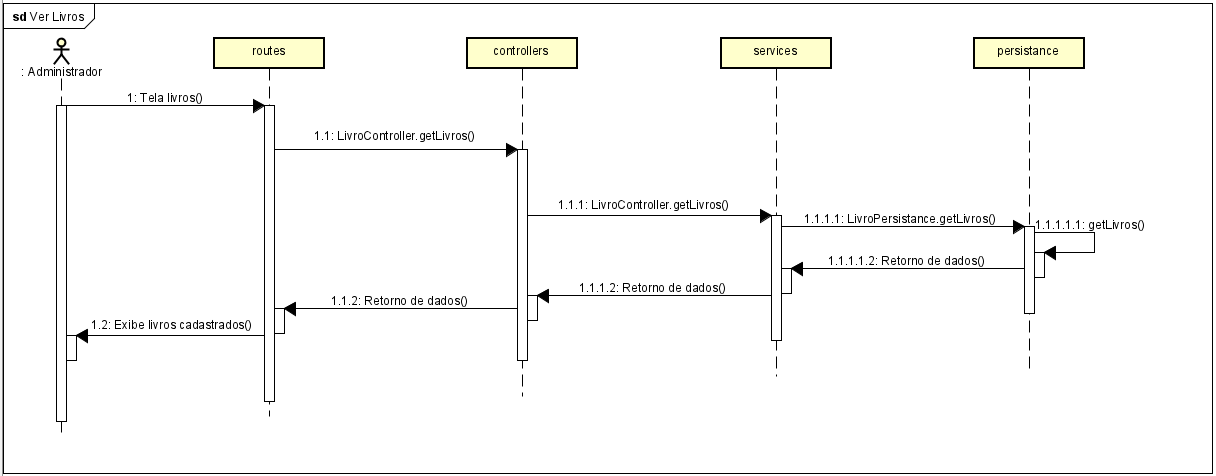 sd Ver Livros
: Administrador
routes
controllers
services
persistance
1: Tela livros()
1.1: LivroController.getLivros()
1.1.1: LivroController.getLivros()
1.1.1.1: LivroPersistance.getLivros()
1.1.1.1.1: getLivros()
1.1.1.1.2: Retorno de dados()
1.1.1.2: Retorno de dados()
1.1.2: Retorno de dados()
1.2: Exibe livros cadastrados()